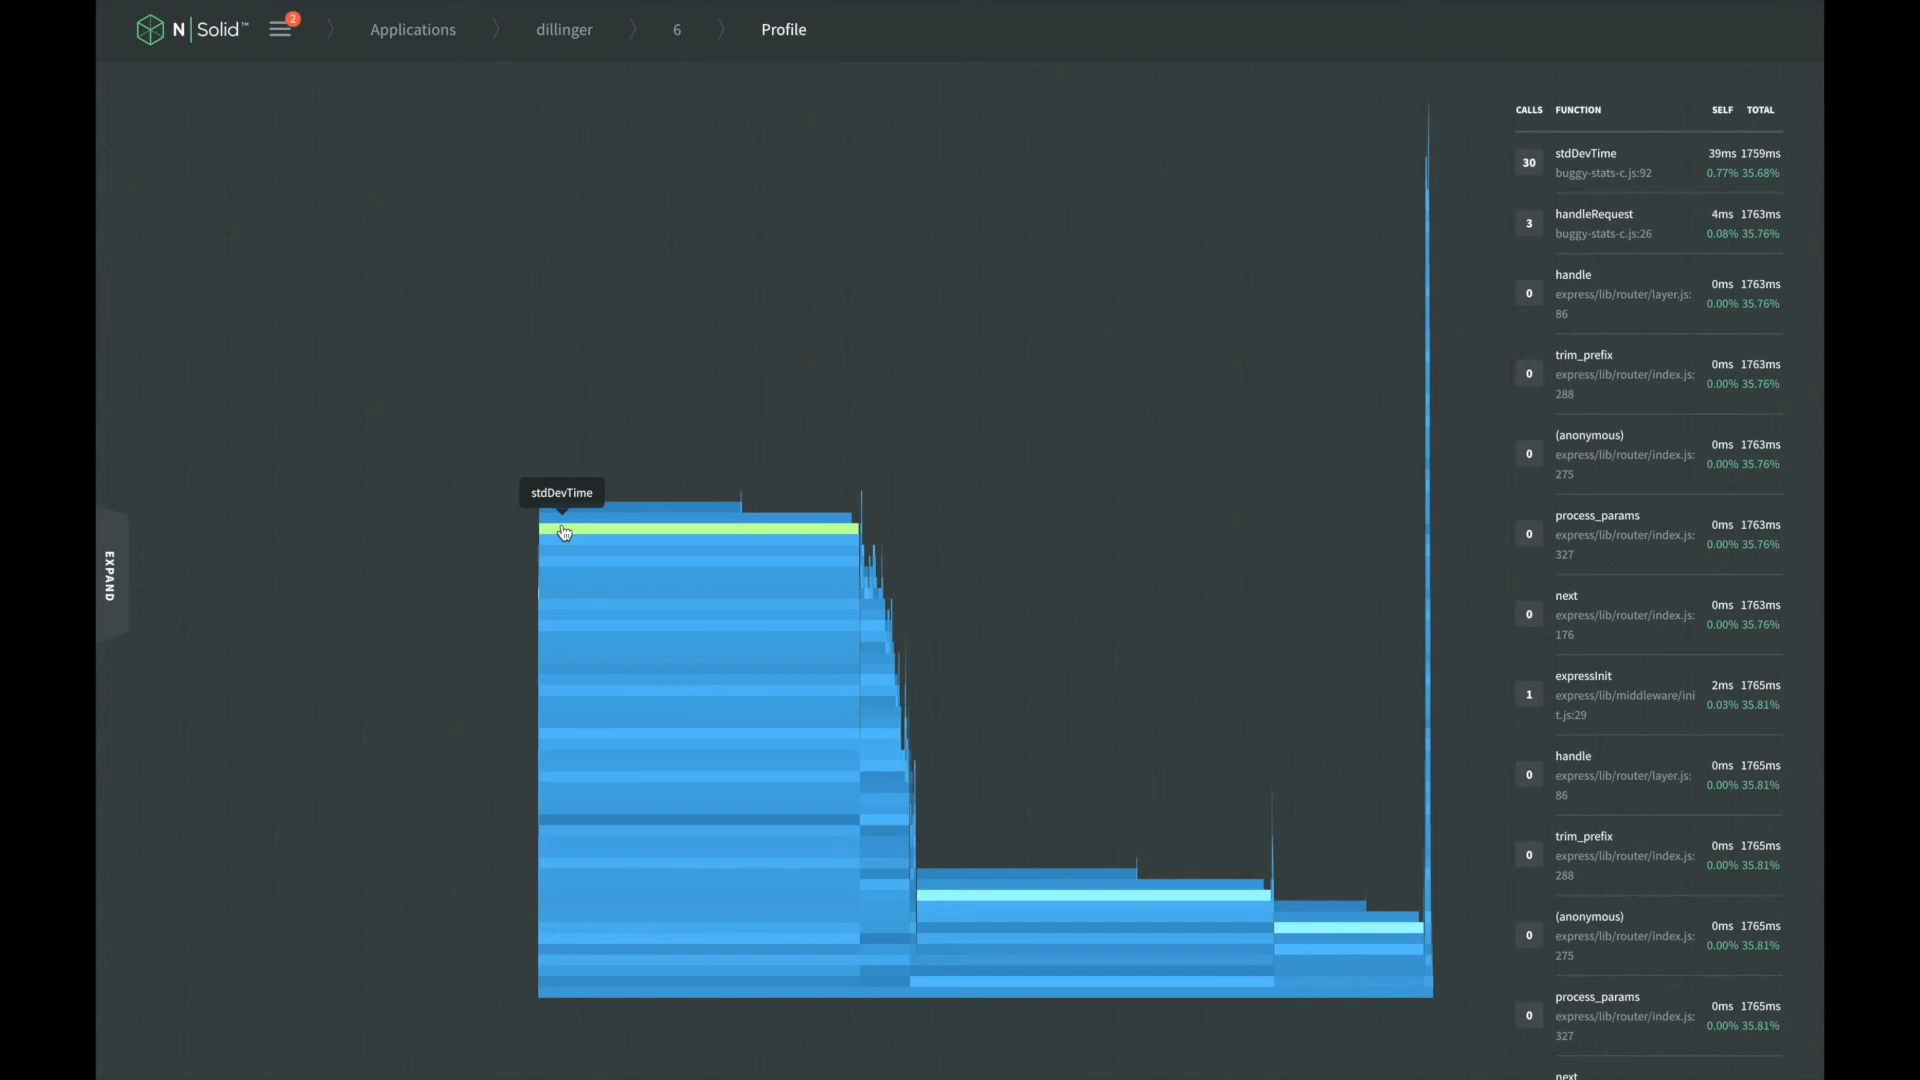 N|Solid™ 2 Applications dillinger 6 Profile
CALLS FUNCTION SELF TOTAL
30 stdDevTime 39ms 1759ms
buggy-stats-c.js:92 0.77% 35.68%
3 handleRequest 4ms 1763ms
buggy-stats-c.js:26 0.08% 35.76%
handle
0 express/lib/router/layer.js: 0ms 1763ms
86 0.00% 35.76%
trim_prefix
0 express/lib/router/index.js: 0ms 1763ms
288 0.00% 35.76%
(anonymous)
0 express/lib/router/index.js: 0ms 1763ms
275 0.00% 35.76%
process_params
0 express/lib/router/index.js: 0ms 1763ms
327 0.00% 35.76%
next
0 express/lib/router/index.js: 0ms 1763ms
176 0.00% 35.76%
expressInit
1 express/lib/middleware/ini 2ms 1765ms
t.js:29 0.03% 35.81%
handle
0 express/lib/router/layer.js: 0ms 1765ms
86 0.00% 35.81%
trim_prefix
0 express/lib/router/index.js: 0ms 1765ms
288 0.00% 35.81%
(anonymous)
0 express/lib/router/index.js: 0ms 1765ms
275 0.00% 35.81%
process_params
0 express/lib/router/index.js: 0ms 1765ms
327 0.00% 35.81%
next
stdDevTime
EXPAND